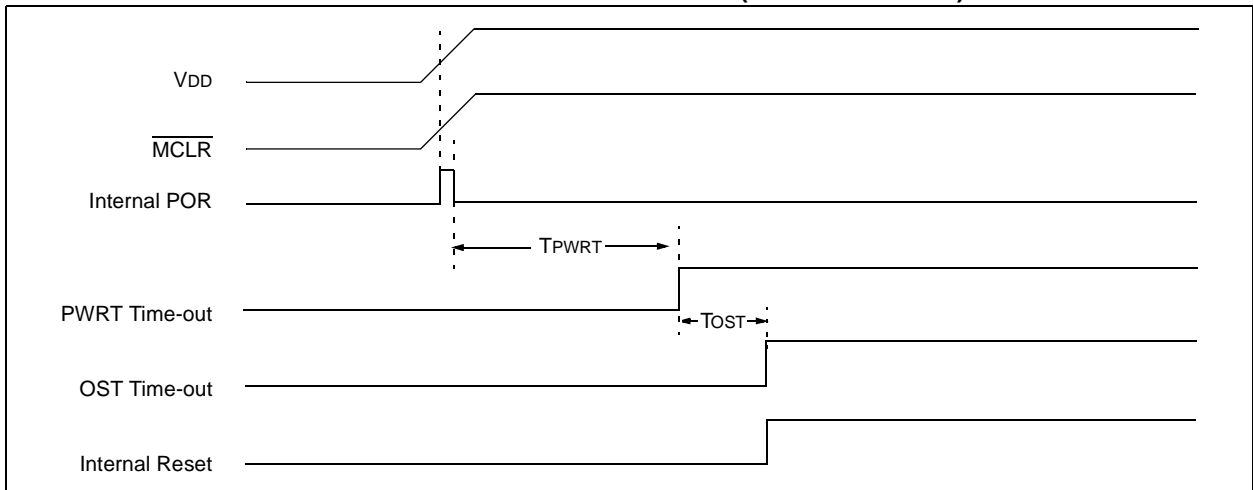 VDD
MCLR
Internal POR
TPWRT
PWRT Time-out
TOST
OST Time-out
Internal Reset